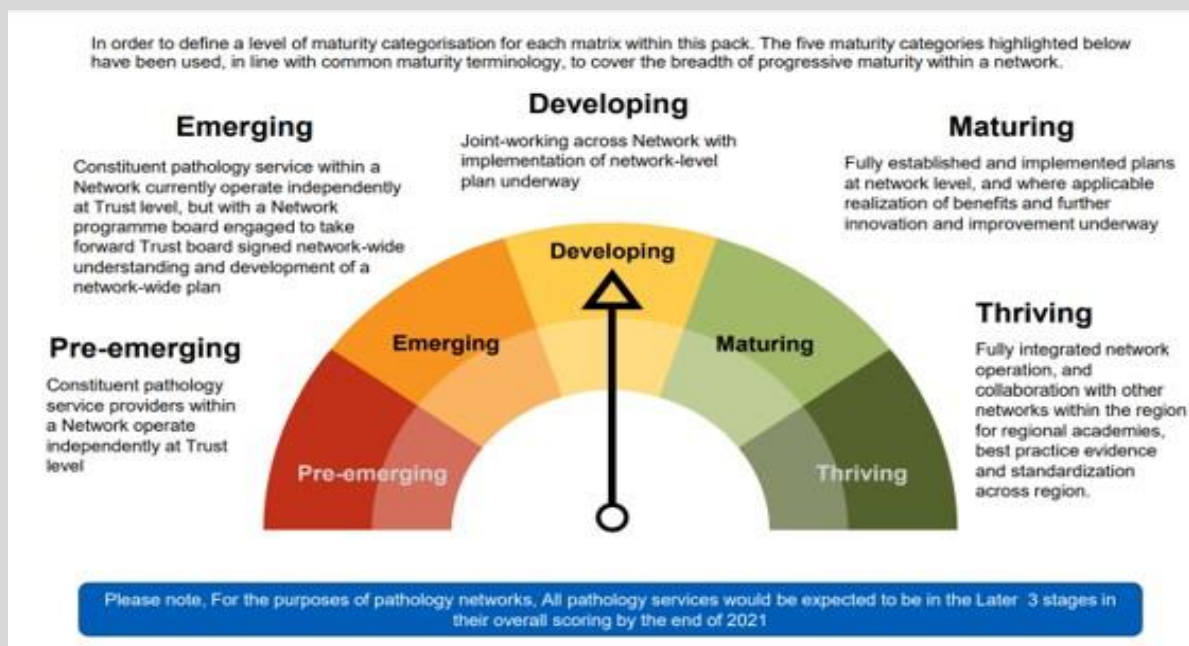 In order to define a level of maturity categorisation for each matrix within this pack. The five maturity categories highlighted below
have been used, in line with common maturity terminology, to cover the breadth of progressive maturity within a network.
Developing
Joint-working across Network with
implementation of network-level
plan underway
Emerging
Constituent pathology service within a
Network currently operate independently
at Trust level, but with a Network
programme board engaged to take
forward Trust board signed network-wide
understanding and development of a
network-wide plan
Maturing
Fully established and implemented plans
at network level, and where applicable
realization of benefits and further
innovation and improvement underway
Pre-emerging
Constituent pathology
service providers within
a Network operate
independently at Trust
level
Thriving
Fully integrated network
operation, and
collaboration with other
networks within the region
for regional academies,
best practice evidence
and standardization
across region.
Developing
Emerging
Maturing
Pre-emerging
Thriving
Please note, For the purposes of pathology networks, All pathology services would be expected to be in the Later 3 stages in
their overall scoring by the end of 2021